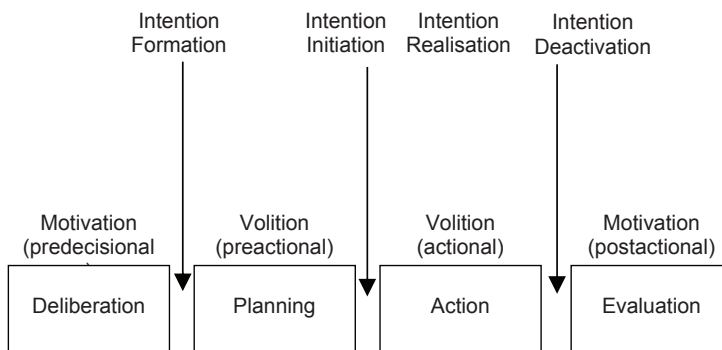 Intention
Formation
Intention
Initiation
Intention
Realisation
Intention
Deactivation
Motivation
(predecisional
)
Volition
(preactional)
Volition
(actional)
Motivation
(postactional)
Deliberation
Planning
Action
Evaluation